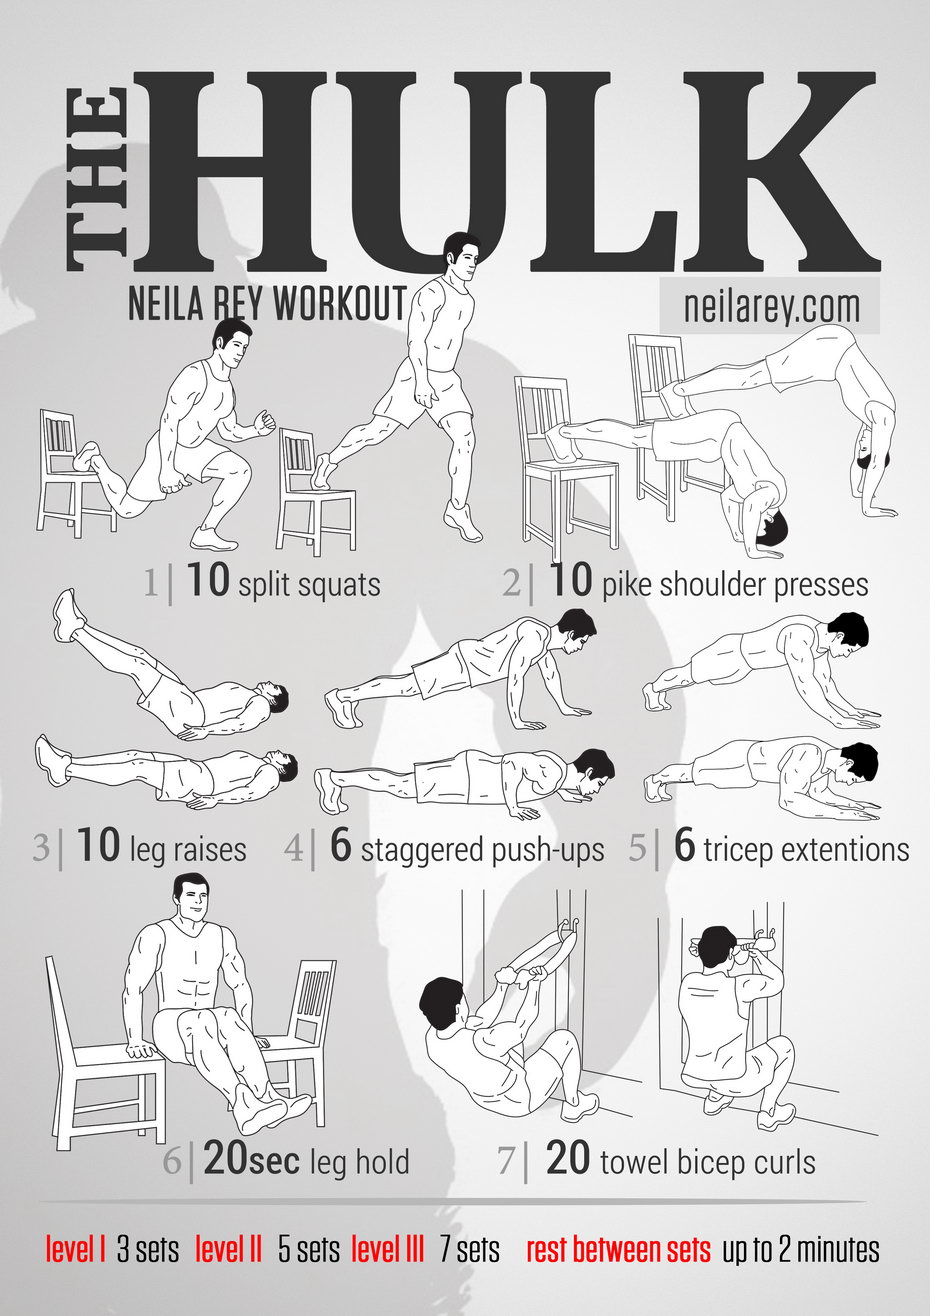 THE HULK
NEILA REY WORKOUT
neilarey.com
1| 10 split squats
2| 10 pike shoulder presses
3| 10 leg raises
4| 6 staggered push-ups
5| 6 tricep extentions
6| 20sec leg hold
7| 20 towel bicep curls
level I 3 sets level II 5 sets level III 7 sets rest between sets up to 2 minutes